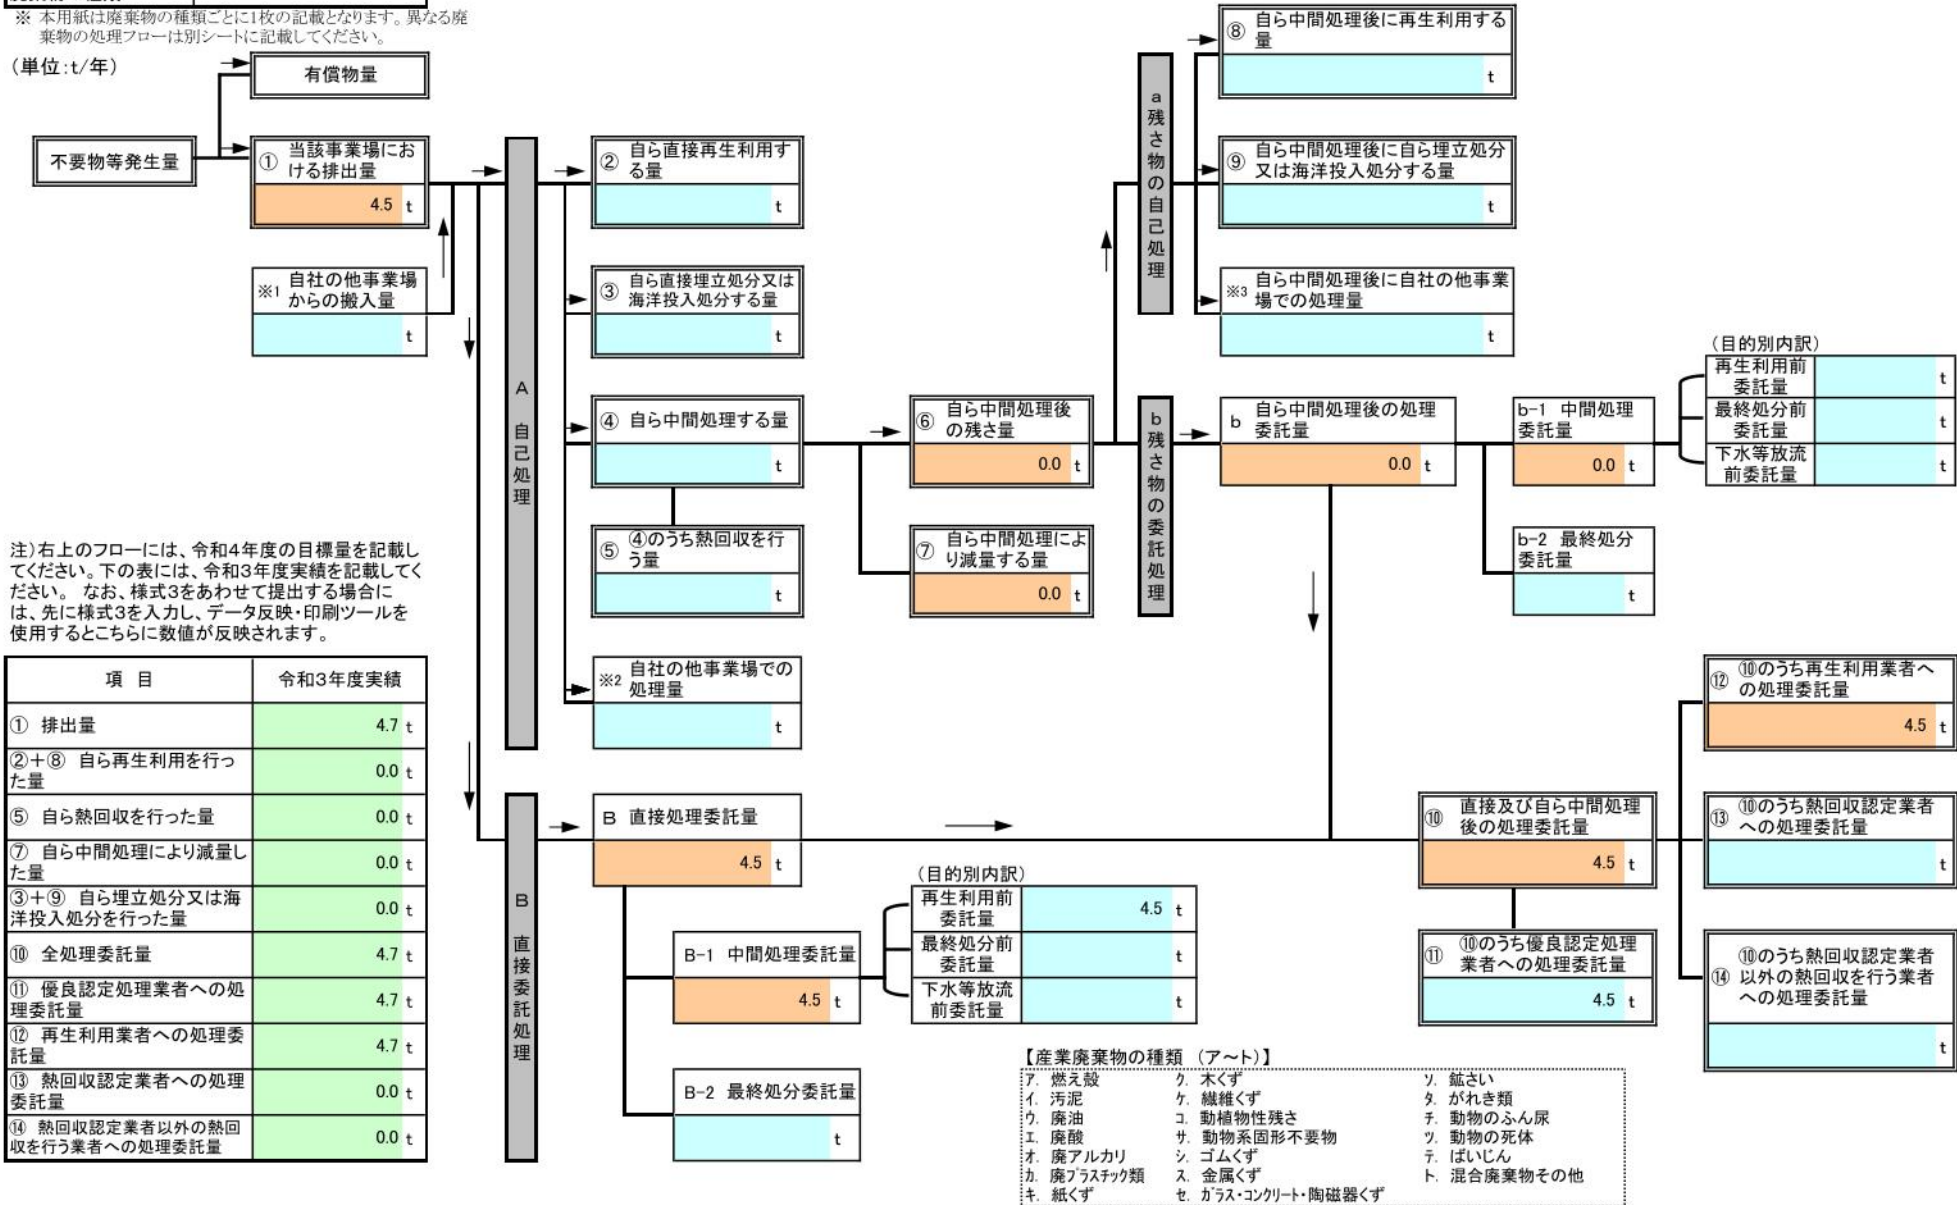 ※ 本用紙は廃棄物の種類ごとに1枚の記載となります。異なる廃
棄物の処理フローは別シートに記載してください。
(単位:t/年)
有償物量
不要物等発生量
① 当該事業場にお
ける排出量
4.5 t
※1 自社の他事業場
からの搬入量
t
A 自己処理
② 自ら直接再生利用す
る量
t
③ 自ら直接埋立処分又は
海洋投入処分する量
t
④ 自ら中間処理する量
t
⑤ ④のうち熱回収を行
う量
t
※2 自社の他事業場での
処理量
t
⑥ 自ら中間処理後
の残さ量
0.0 t
⑦ 自ら中間処理によ
り減量する量
0.0 t
a 残さ物の自己処理
⑧ 自ら中間処理後に再生利用する
量
t
⑨ 自ら中間処理後に自ら埋立処分
又は海洋投入処分する量
t
※3 自ら中間処理後に自社の他事業
場での処理量
t
b 残さ物の委託処理
b 自ら中間処理後の処理
委託量
0.0 t
b-1 中間処理
委託量
0.0 t
(目的別内訳)
再生利用前
委託量
t
最終処分前
委託量
t
下水等放流
前委託量
t
b-2 最終処分
委託量
t
注)右上のフローには、令和4年度の目標量を記載し
てください。下の表には、令和3年度実績を記載してく
ださい。 なお、様式3をあわせて提出する場合に
は、先に様式3を入力し、データ反映・印刷ツールを
使用するとこちらに数値が反映されます。
項 目 令和3年度実績
① 排出量 4.7 t
②+⑧ 自ら再生利用を行っ
た量 0.0 t
⑤ 自ら熱回収を行った量 0.0 t
⑦ 自ら中間処理により減量し
た量 0.0 t
③+⑨ 自ら埋立処分又は海
洋投入処分を行った量 0.0 t
⑩ 全処理委託量 4.7 t
⑪ 優良認定処理業者への処
理委託量 4.7 t
⑫ 再生利用業者への処理委
託量 4.7 t
⑬ 熱回収認定業者への処理
委託量 0.0 t
⑭ 熱回収認定業者以外の熱回
収を行う業者への処理委託量 0.0 t
B 直接委託処理
B 直接処理委託量
4.5 t
B-1 中間処理委託量
4.5 t
(目的別内訳)
再生利用前
委託量
4.5 t
最終処分前
委託量
t
下水等放流
前委託量
t
B-2 最終処分委託量
t
⑩ 直接及び自ら中間処理
後の処理委託量
4.5 t
⑪ ⑩のうち優良認定処理
業者への処理委託量
4.5 t
⑫ ⑩のうち再生利用業者へ
の処理委託量
4.5 t
⑬ ⑩のうち熱回収認定業者
への処理委託量
t
⑭ ⑩のうち熱回収認定業者
以外の熱回収を行う業者
への処理委託量
t
【産業廃棄物の種類 (ア～ト)】
ア. 燃え殻 ク. 木くず ソ. 鉱さい
イ. 汚泥 ケ. 繊維くず タ. がれき類
ウ. 廃油 コ. 動植物性残さ チ. 動物のふん尿
エ. 廃酸 サ. 動物系固形不要物 ツ. 動物の死体
オ. 廃アルカリ シ. ゴムくず テ. ばいじん
カ. 廃プラスチック類 ス. 金属くず ト. 混合廃棄物その他
キ. 紙くず セ. ガラス・コンクリート・陶磁器くず